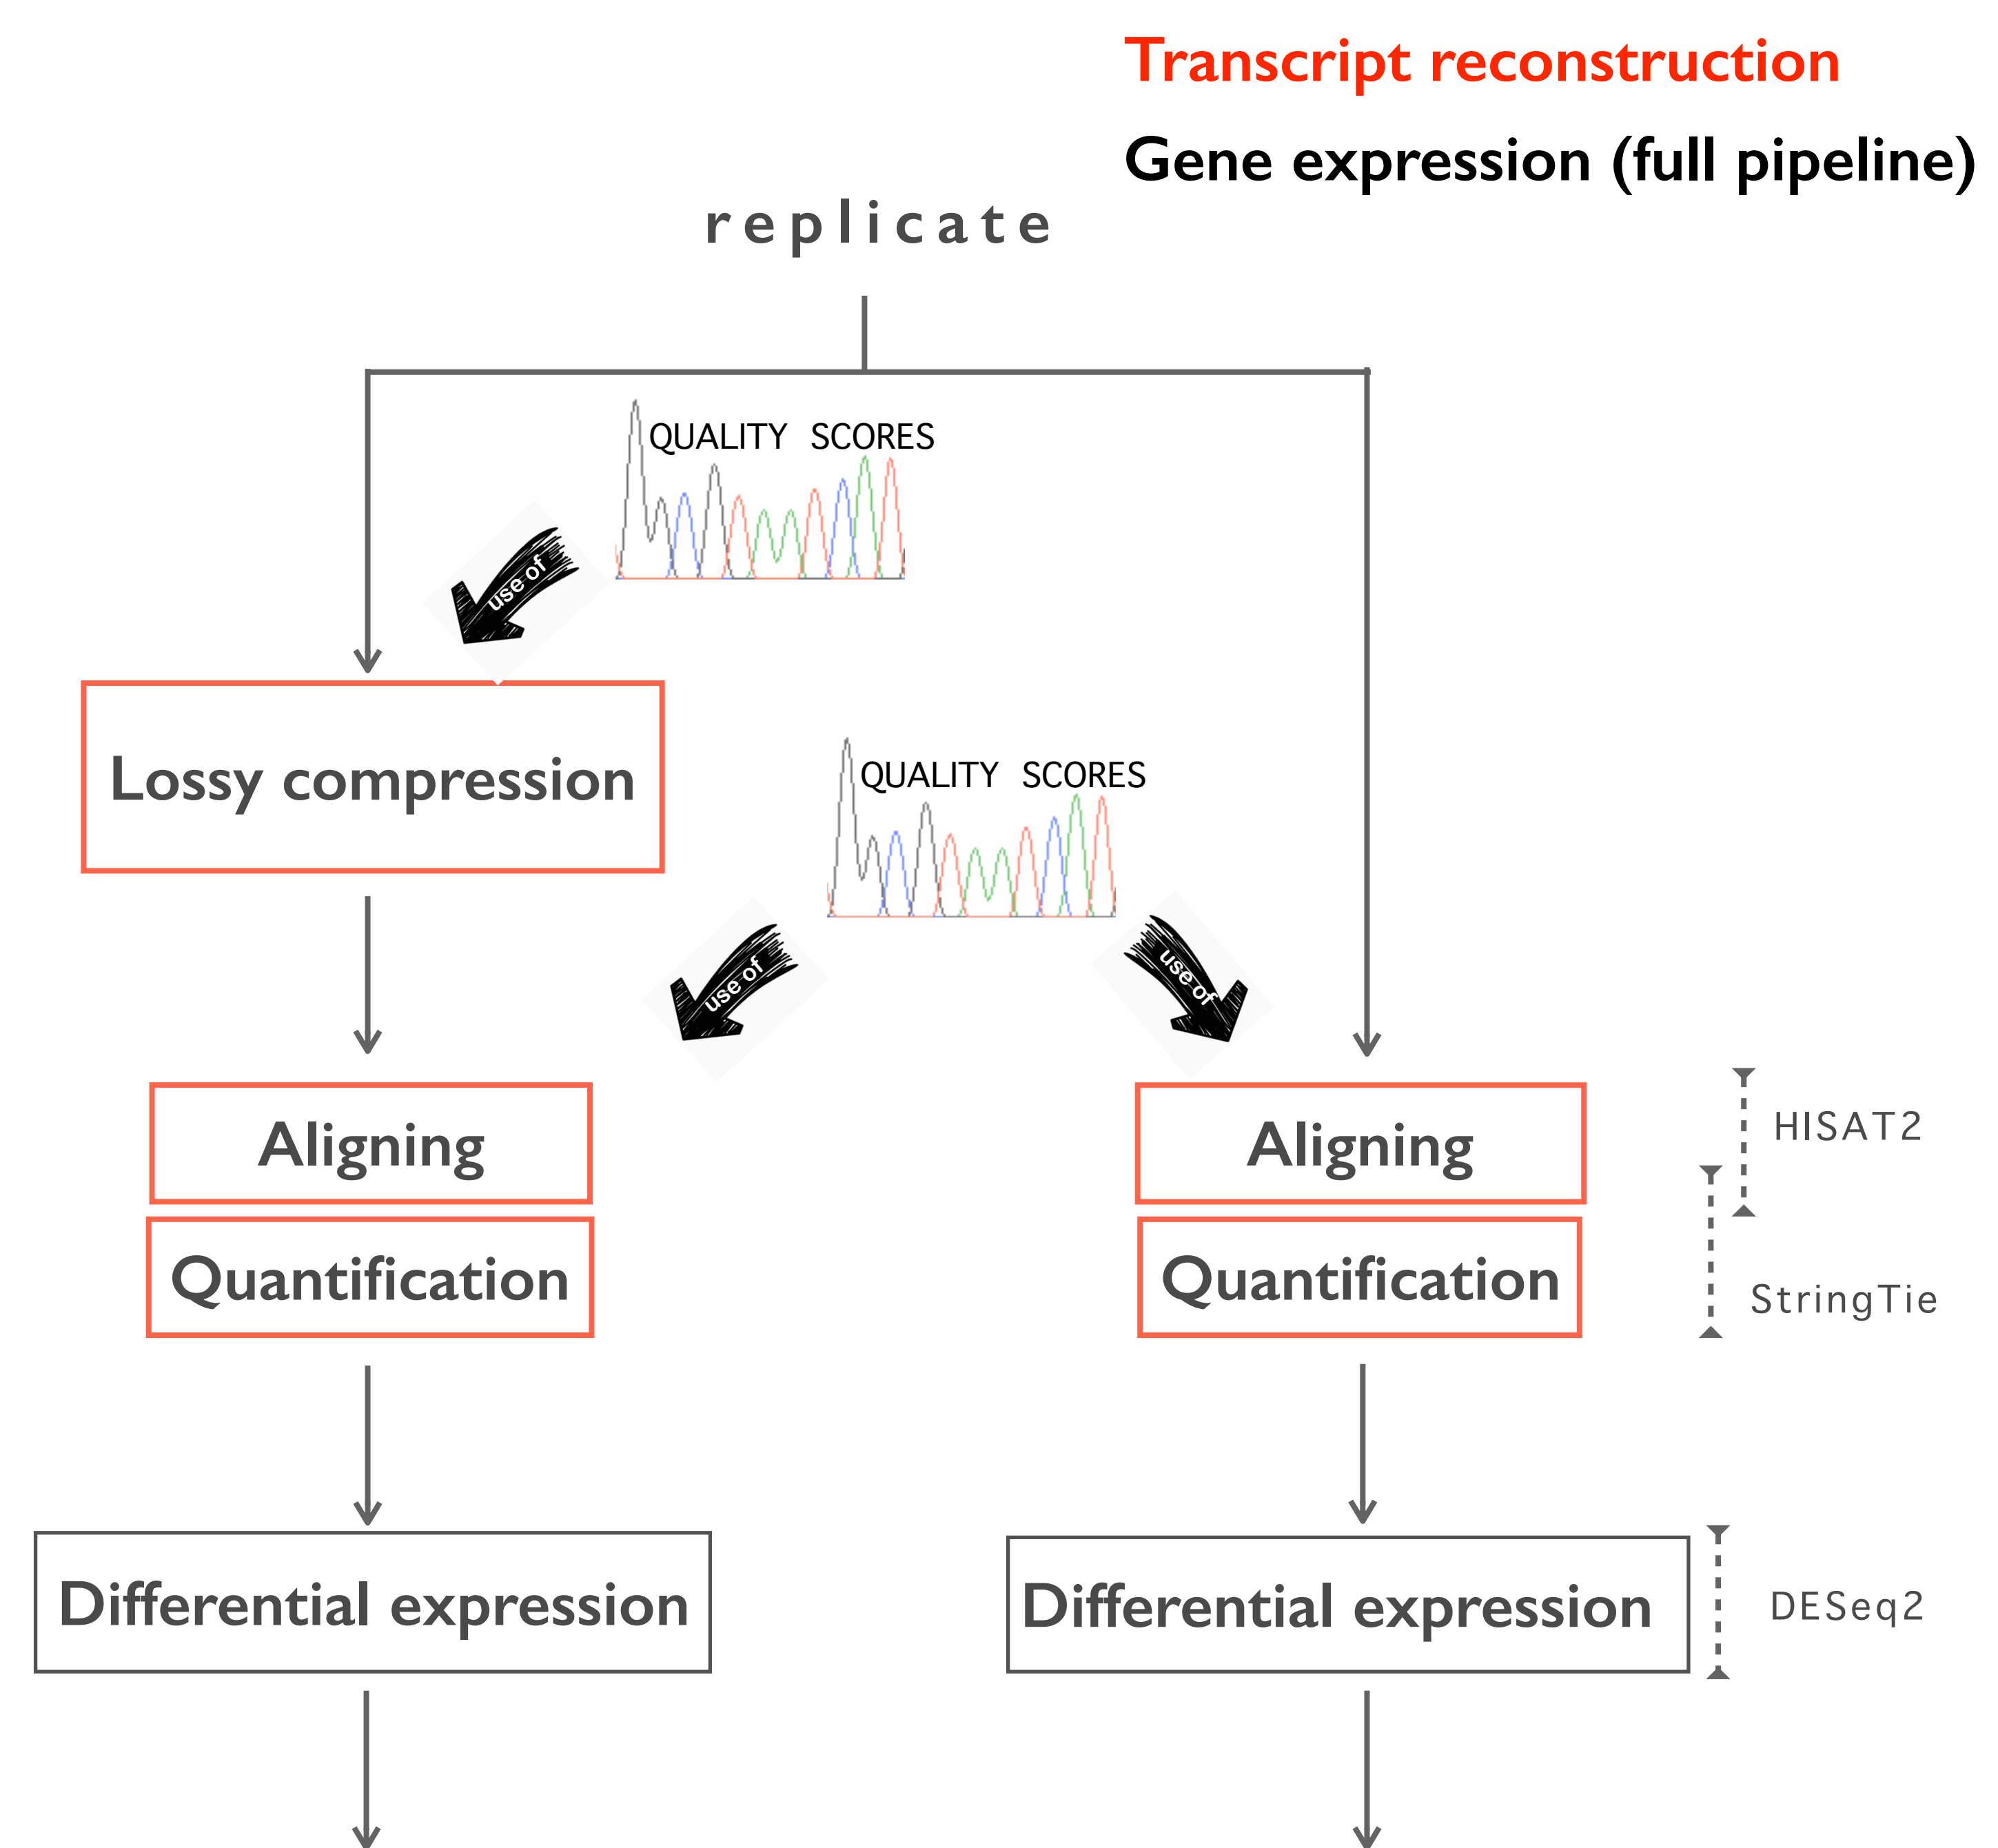 Transcript reconstruction
Gene expression (full pipeline)
replicate
QUALITY SCORES
use of
Lossy compression
QUALITY SCORES
use of
use of
Aligning
Aligning
HISAT2
Quantification
Quantification
StringTie
Differential expression
Differential expression
DESeq2